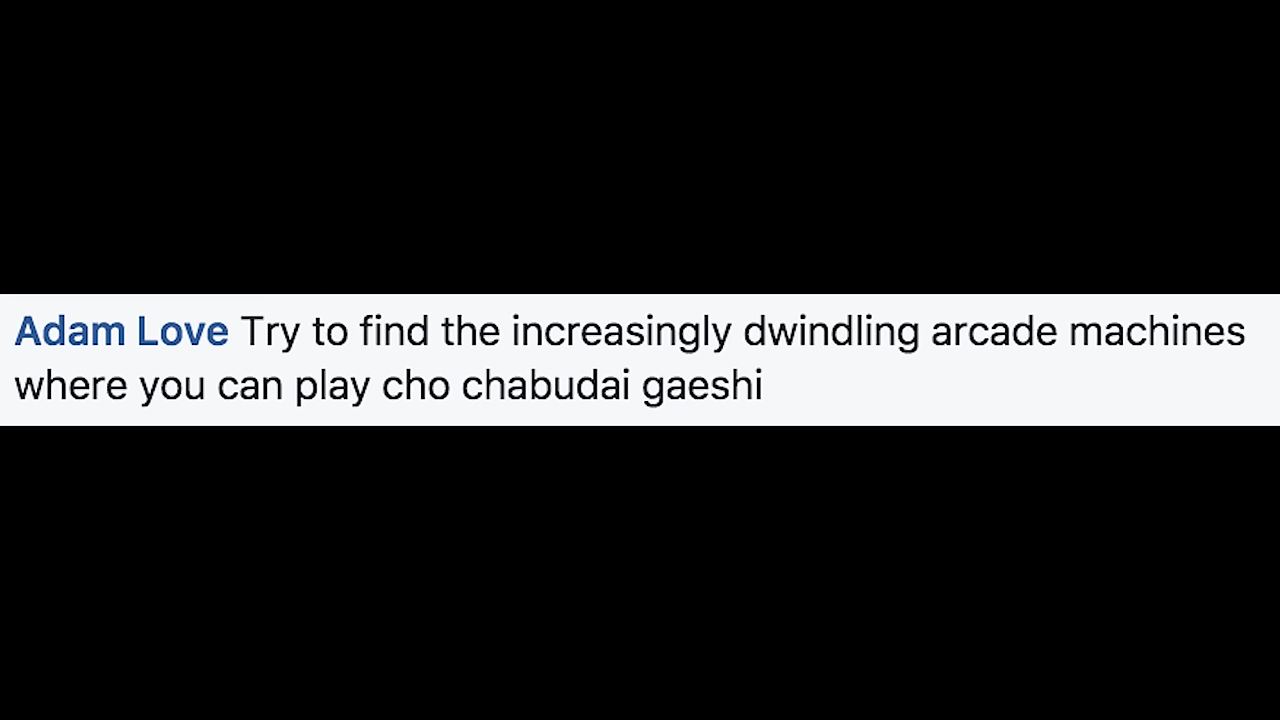 Adam Love Try to find the increasingly dwindling arcade machines
where you can play cho chabudai gaeshi